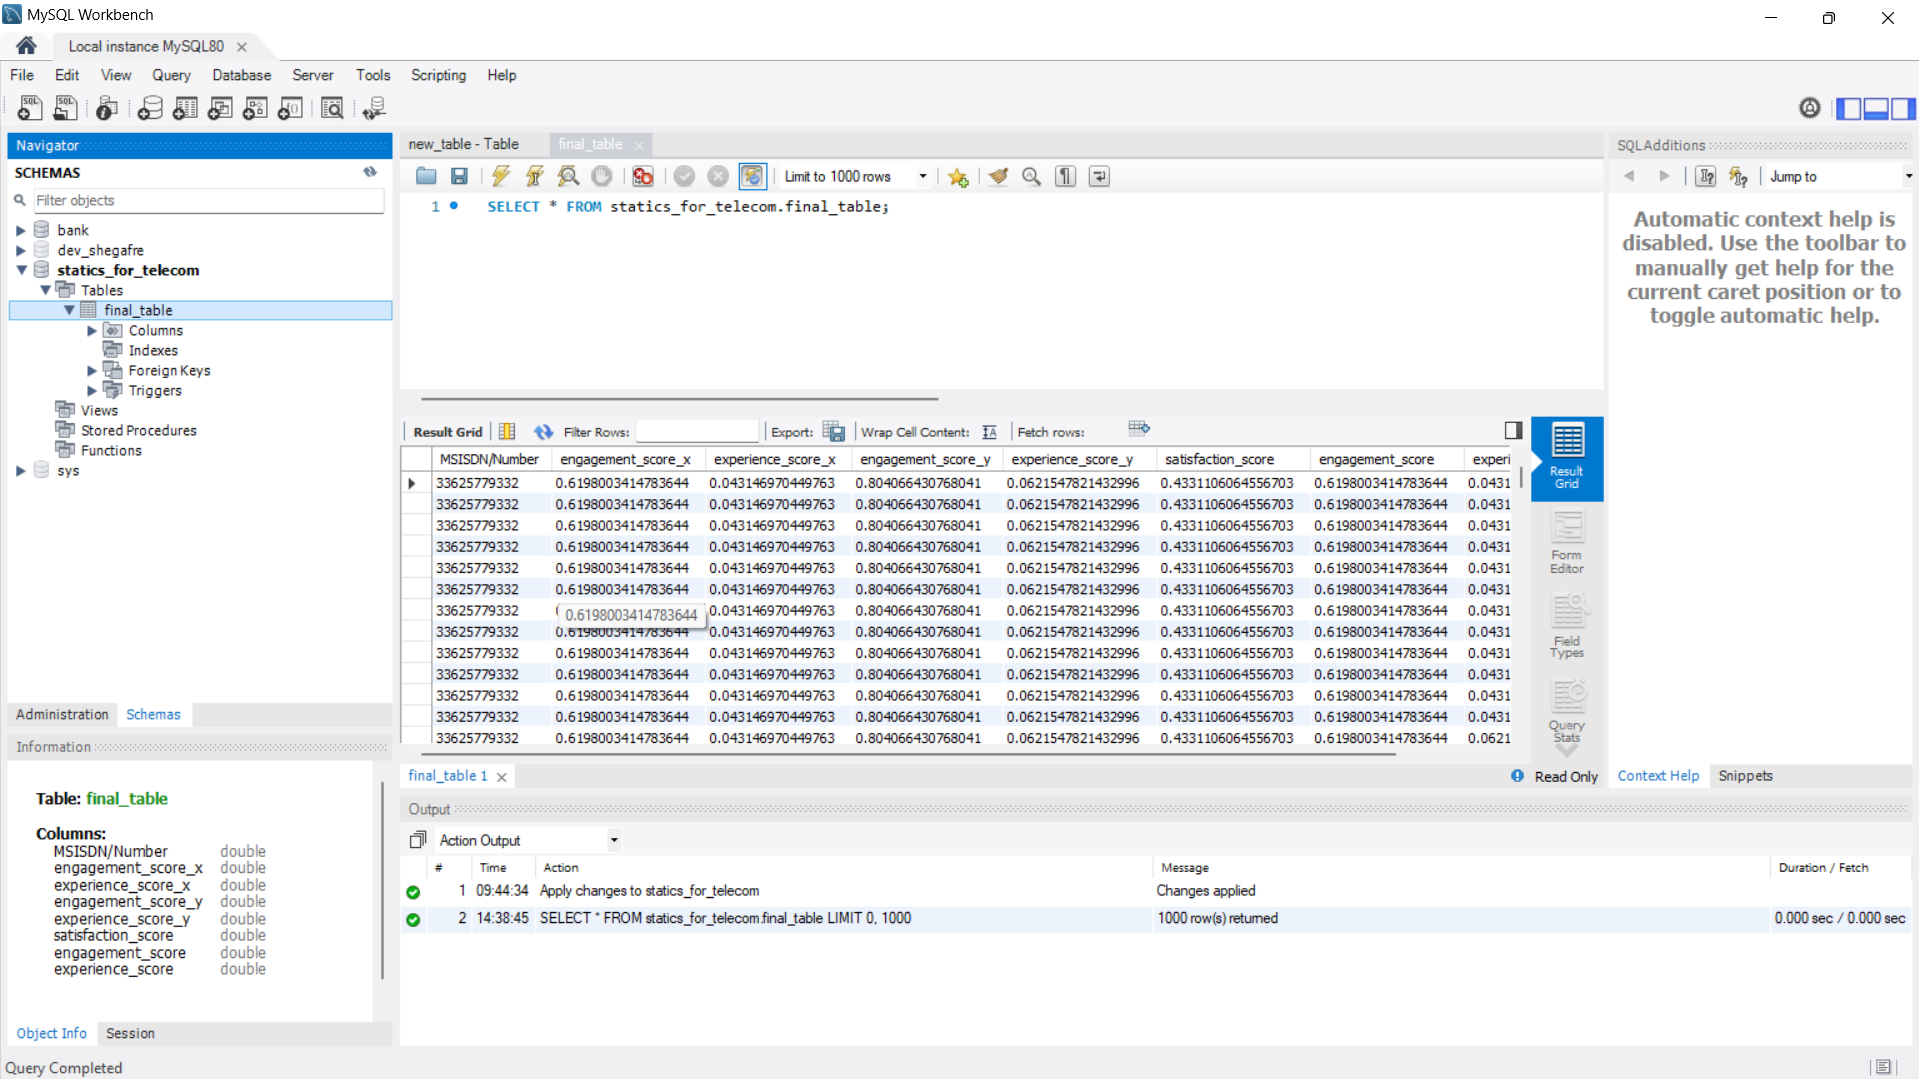 MySQL Workbench
Local instance MySQL80
File Edit View Query Database Server Tools Scripting Help
Navigator
SCHEMAS
Filter objects
bank
dev_shegafre
statics_for_telecom
Tables
final_table
Columns
Indexes
Foreign Keys
Triggers
Views
Stored Procedures
Functions
sys
Administration Schemas
Information
Table: final_table
Columns:
MSISDN/Number double
engagement_score_x double
experience_score_x double
engagement_score_y double
experience_score_y double
satisfaction_score double
engagement_score double
experience_score double
Object Info Session
Query Completed
new_table - Table final_table
Limit to 1000 rows
1 SELECT * FROM statics_for_telecom.final_table;
Result Grid Filter Rows: Export: Wrap Cell Content: Fetch rows:
MSISDN/Number engagement_score_x experience_score_x engagement_score_y experience_score_y satisfaction_score engagement_score experi
33625779332 0.6198003414783644 0.043146970449763 0.804066430768041 0.0621547821432996 0.4331106064556703 0.6198003414783644 0.0431
33625779332 0.6198003414783644 0.043146970449763 0.804066430768041 0.0621547821432996 0.4331106064556703 0.6198003414783644 0.0431
33625779332 0.6198003414783644 0.043146970449763 0.804066430768041 0.0621547821432996 0.4331106064556703 0.6198003414783644 0.0431
33625779332 0.6198003414783644 0.043146970449763 0.804066430768041 0.0621547821432996 0.4331106064556703 0.6198003414783644 0.0431
33625779332 0.6198003414783644 0.043146970449763 0.804066430768041 0.0621547821432996 0.4331106064556703 0.6198003414783644 0.0431
33625779332 0.6198003414783644 0.043146970449763 0.804066430768041 0.0621547821432996 0.4331106064556703 0.6198003414783644 0.0431
33625779332 0.6198003414783644 0.043146970449763 0.804066430768041 0.0621547821432996 0.4331106064556703 0.6198003414783644 0.0431
33625779332 0.6198003414783644 0.043146970449763 0.804066430768041 0.0621547821432996 0.4331106064556703 0.6198003414783644 0.0431
33625779332 0.6198003414783644 0.043146970449763 0.804066430768041 0.0621547821432996 0.4331106064556703 0.6198003414783644 0.0431
33625779332 0.6198003414783644 0.043146970449763 0.804066430768041 0.0621547821432996 0.4331106064556703 0.6198003414783644 0.0431
33625779332 0.6198003414783644 0.043146970449763 0.804066430768041 0.0621547821432996 0.4331106064556703 0.6198003414783644 0.0431
33625779332 0.6198003414783644 0.043146970449763 0.804066430768041 0.0621547821432996 0.4331106064556703 0.6198003414783644 0.0431
33625779332 0.6198003414783644 0.043146970449763 0.804066430768041 0.0621547821432996 0.4331106064556703 0.6198003414783644 0.0621
Result
Grid
Form
Editor
Field
Types
Query
Stats
final_table 1
Read Only
Output
Action Output
# Time Action Message Duration / Fetch
1 09:44:34 Apply changes to statics_for_telecom Changes applied
2 14:38:45 SELECT * FROM statics_for_telecom.final_table LIMIT 0, 1000 1000 row(s) returned 0.000 sec / 0.000 sec
SQLAdditions
Jump to
Automatic context help is
disabled. Use the toolbar to
manually get help for the
current caret position or to
toggle automatic help.
Context Help Snippets